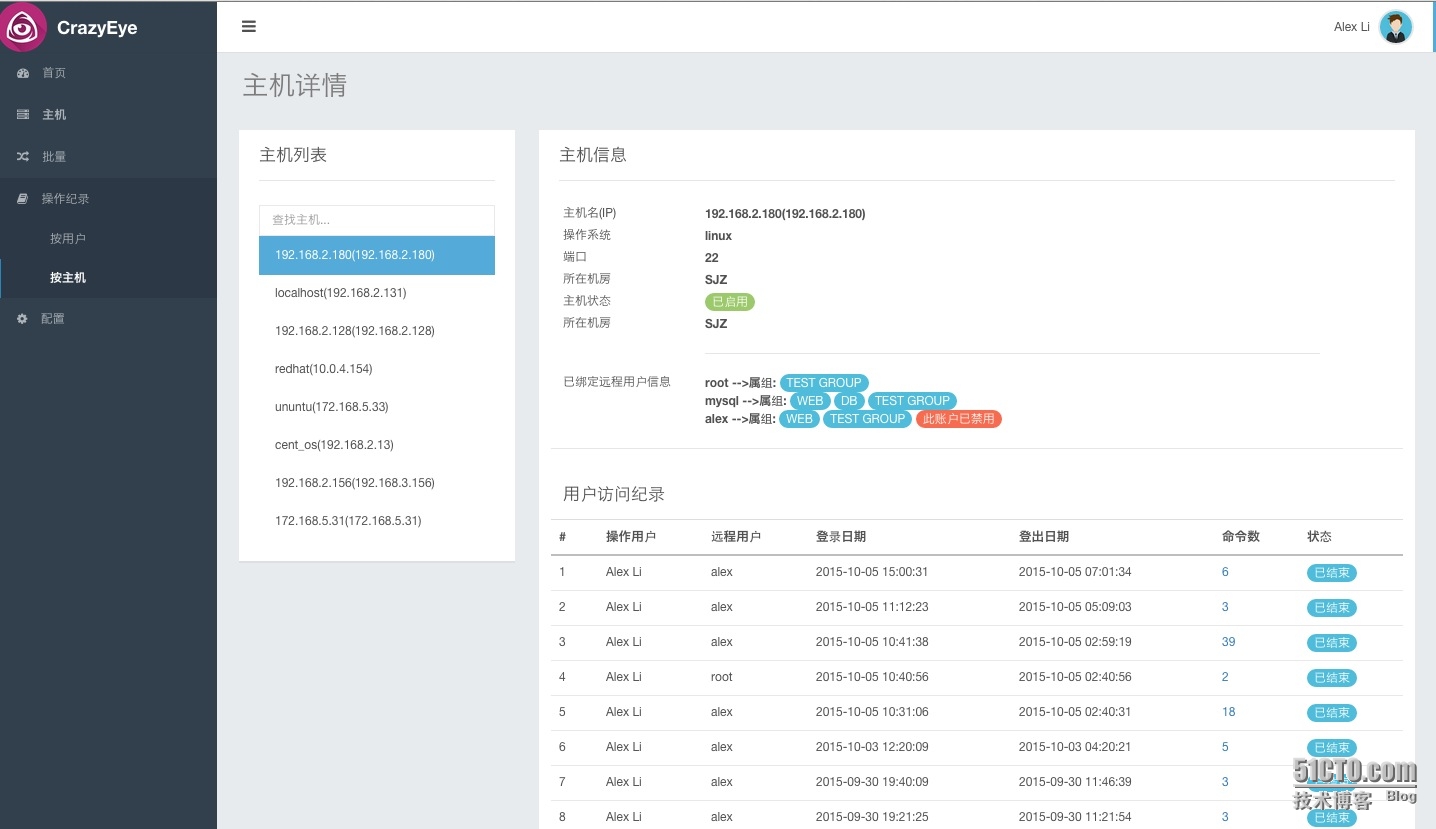 CrazyEye
Alex Li
首页
主机
批量
操作纪录
按用户
按主机
配置
主机详情
主机列表
查找主机...
192.168.2.180(192.168.2.180)
localhost(192.168.2.131)
192.168.2.128(192.168.2.128)
redhat(10.0.4.154)
ununtu(172.168.5.33)
cent_os(192.168.2.13)
192.168.2.156(192.168.3.156)
172.168.5.31(172.168.5.31)
主机信息
主机名(IP) 192.168.2.180(192.168.2.180)
操作系统 linux
端口 22
所在机房 SJZ
主机状态 已启用
所在机房 SJZ
已绑定远程用户信息 root -->属组: TEST GROUP
mysql -->属组: WEB DB TEST GROUP
alex -->属组: WEB TEST GROUP 此账户已禁用
用户访问纪录
# 操作用户 远程用户 登录日期 登出日期 命令数 状态
1 Alex Li alex 2015-10-05 15:00:31 2015-10-05 07:01:34 6 已结束
2 Alex Li alex 2015-10-05 11:12:23 2015-10-05 05:09:03 3 已结束
3 Alex Li alex 2015-10-05 10:41:38 2015-10-05 02:59:19 39 已结束
4 Alex Li root 2015-10-05 10:40:56 2015-10-05 02:40:56 2 已结束
5 Alex Li alex 2015-10-05 10:31:06 2015-10-05 02:40:31 18 已结束
6 Alex Li alex 2015-10-03 12:20:09 2015-10-03 04:20:21 5 已结束
7 Alex Li alex 2015-09-30 19:40:09 2015-09-30 11:46:39 3
8 Alex Li alex 2015-09-30 19:21:25 2015-09-30 11:21:54 3 已结束
51CTO.com
技术博客 Blog